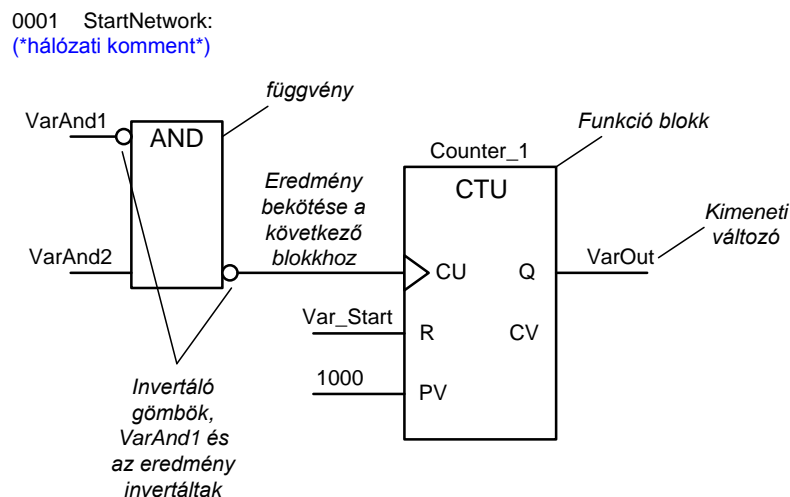 0001 StartNetwork:
(*hálózati komment*)
függvény
VarAnd1
AND
VarAnd2
Eredmény
bekötése a
következő
blokkhoz
Funkció blokk
Counter_1
CTU
CU
Q
R
CV
PV
Var_Start
1000
VarOut
Kimeneti
változó
Invertáló
gömbök,
VarAnd1 és
az eredmény
invertáltak